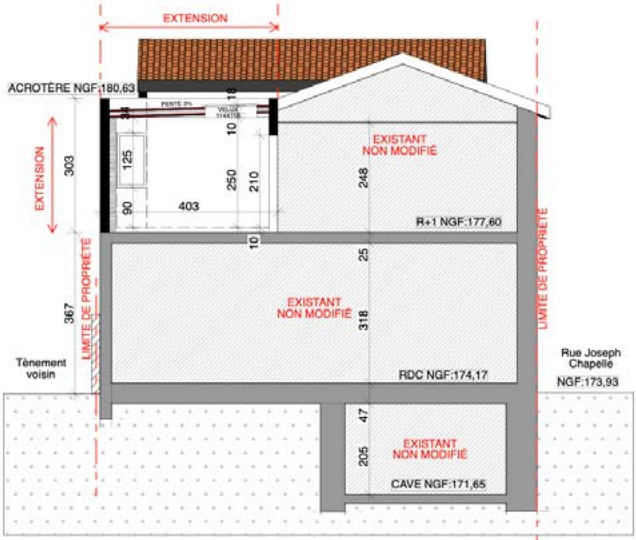 EXTENSION
ACROTÈRE NGF:180,63
PENTE 3%
VELUX
114X118
18
34
10
303
EXTENSION
125
250
210
90
403
10
EXISTANT
NON MODIFIÉ
248
R+1 NGF:177,60
25
LIMITE DE PROPRIÉTÉ
LIMITE DE PROPRIÉTÉ
367
EXISTANT
NON MODIFIÉ
318
RDC NGF:174,17
Tènement
voisin
Rue Joseph
Chapelle
NGF:173,93
47
205
EXISTANT
NON MODIFIÉ
CAVE NGF:171,65